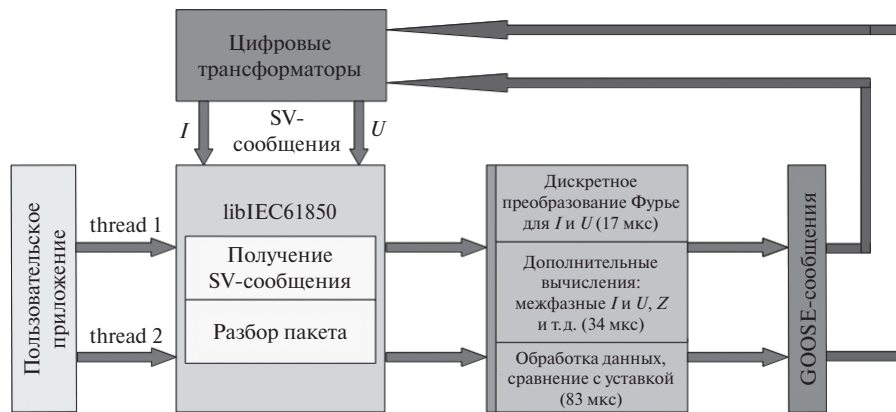 Цифровые
трансформаторы
I
SV-
сообщения
U
Пользовательское
приложение
thread 1
thread 2
libIEC61850
Получение
SV-сообщения
Разбор пакета
Дискретное
преобразование Фурье
для I и U (17 мкс)
Дополнительные
вычисления:
межфазные I и U, Z
и т.д. (34 мкс)
Обработка данных,
сравнение с уставкой
(83 мкс)
GOOSE-сообщения